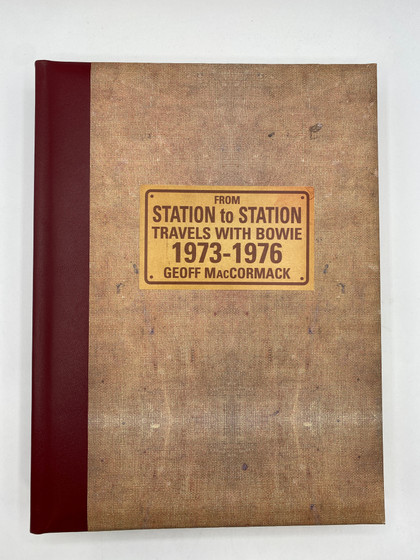 FROM
STATION to STATION
TRAVELS WITH BOWIE
1973-1976
GEOFF MacCORMACK